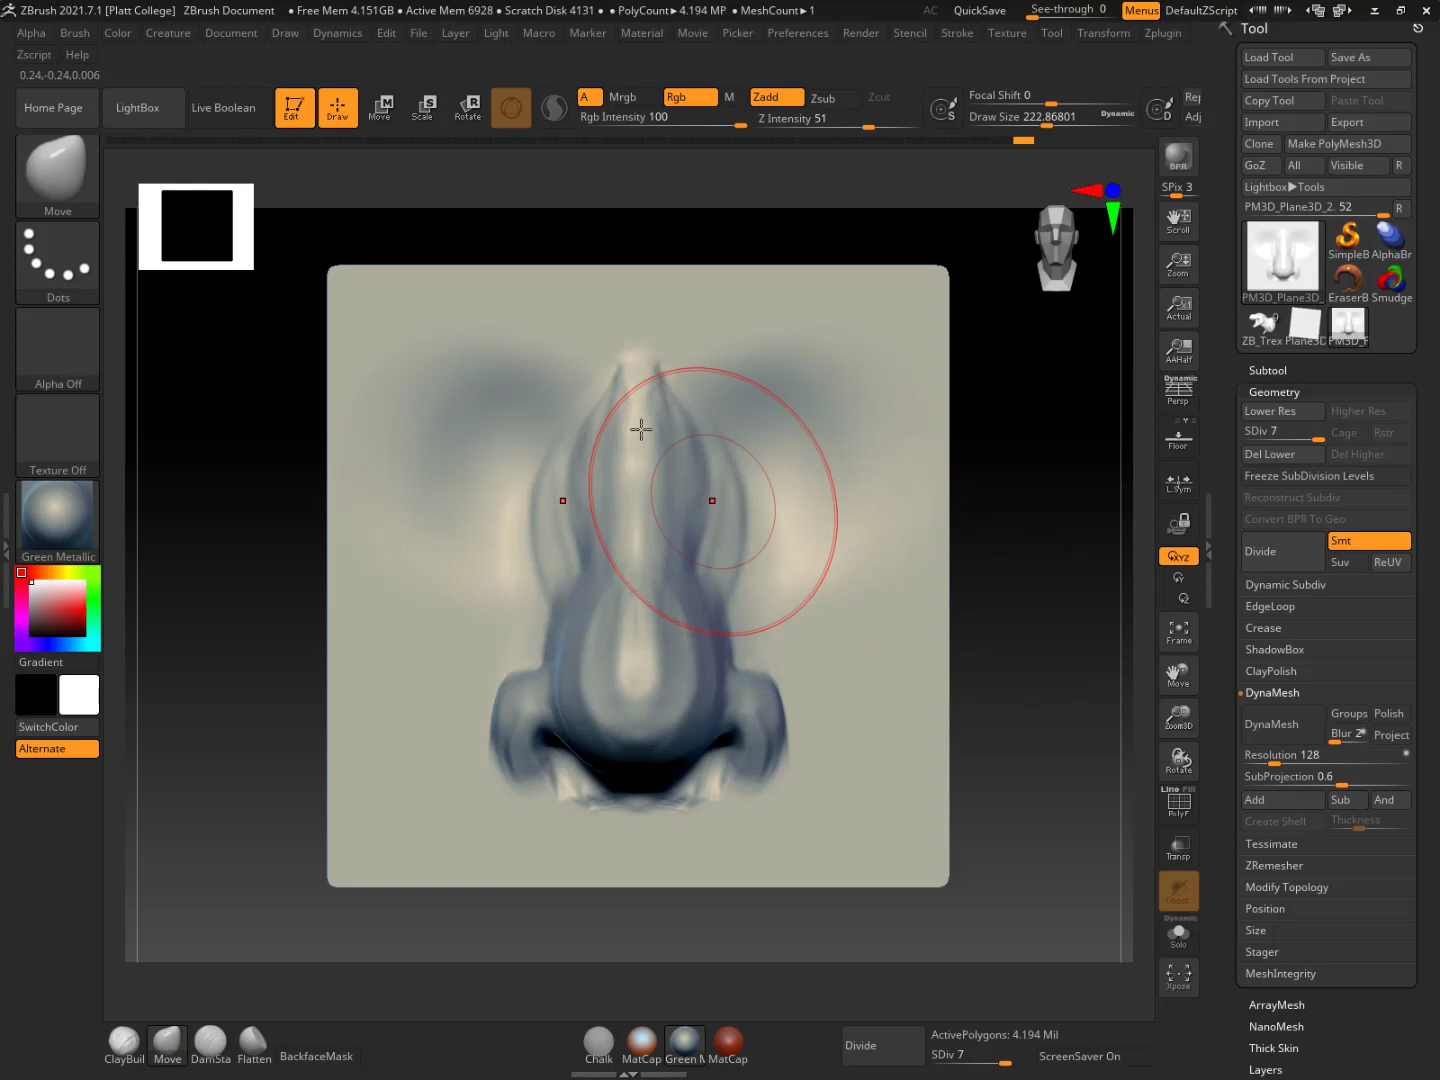 ZBrush 2021.7.1 [Platt College] ZBrush Document ● Free Mem 4.151GB ● Active Mem 6928 ● Scratch Disk 4131 ● PolyCount► 4.194 MP ● MeshCount► 1 AC QuickSave See-through 0 Menus DefaultZScript
Alpha Brush Color Creature Document Draw Dynamics Edit File Layer Light Macro Marker Material Movie Picker Preferences Render Stencil Stroke Texture Tool Transform Zplugin
Zscript Help
0.24,-0.24,0.006
Home Page LightBox Live Boolean Edit Draw Move Scale Rotate
A Mrgb Rgb M Zadd Zsub Zcut
Rgb Intensity 100 Z Intensity 51
Focal Shift 0
Draw Size 222.86801 Dynamic
S
D
Rep
Adj
Move
Dots
Alpha Off
Texture Off
Green Metallic
Gradient
SwitchColor
Alternate
BPR
SPix 3
Scroll
Zoom
Actual
AAHalf
Dynamic
Persp
Floor
L.Sym
XYZ
Frame
Move
Zoom3D
Rotate
Line Fill
PolyF
Transp
Ghost
Dynamic
Solo
Xpose
Tool
Load Tool Save As
Load Tools From Project
Copy Tool Paste Tool
Import Export
Clone Make PolyMesh3D
GoZ All Visible R
Lightbox►Tools
PM3D_Plane3D_2. 52 R
SimpleB AlphaBr
PM3D_Plane3D_ EraserB Smudge
ZB_Trex Plane3D PM3D_F
Subtool
Geometry
Lower Res Higher Res
SDiv 7 Cage Rstr
Del Lower Del Higher
Freeze SubDivision Levels
Reconstruct Subdiv
Convert BPR To Geo
Divide Smt
Suv ReUV
Dynamic Subdiv
EdgeLoop
Crease
ShadowBox
ClayPolish
DynaMesh
DynaMesh Groups Polish
Blur 2 Project
Resolution 128
SubProjection 0.6
Add Sub And
Create Shell Thickness
Tessimate
ZRemesher
Modify Topology
Position
Size
Stager
MeshIntegrity
ArrayMesh
NanoMesh
Thick Skin
Layers
ClayBuil Move DamSta Flatten BackfaceMask
Chalk MatCap Green M MatCap
Divide
ActivePolygons: 4.194 Mil
SDiv 7 ScreenSaver On